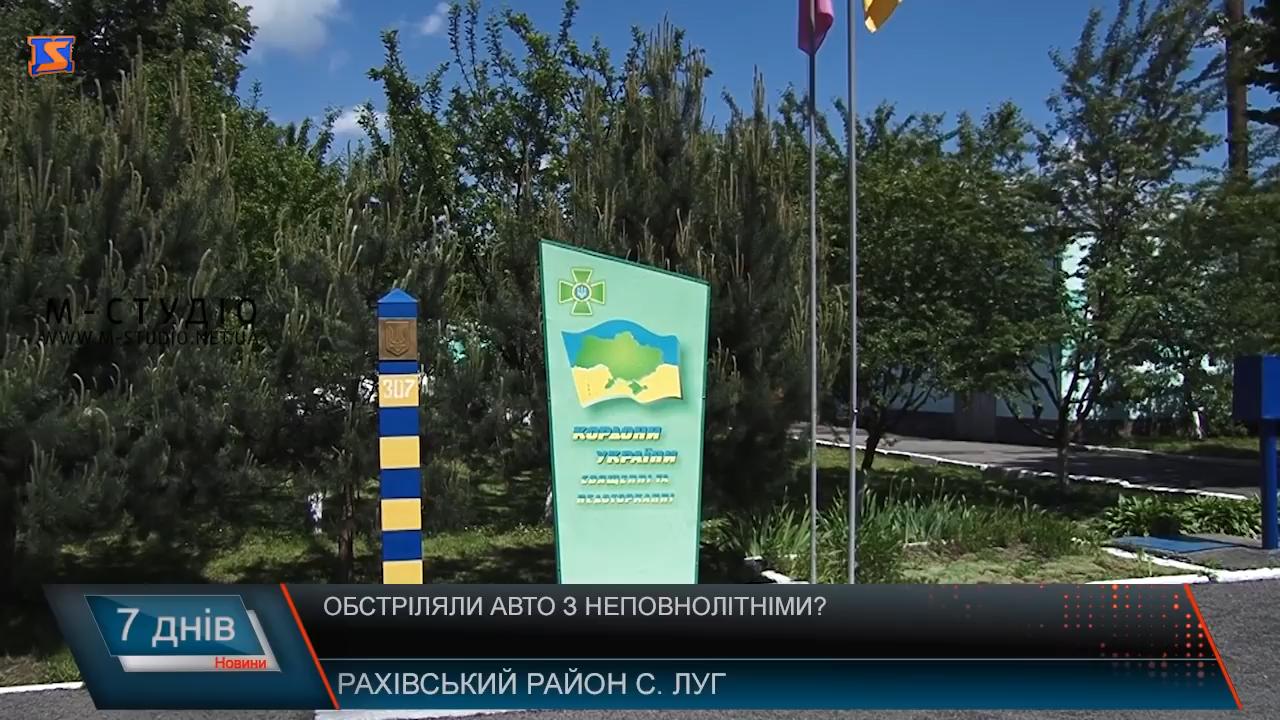 М-СТУДІО
WWW.M-STUDIO.NET.UA
307
КОРДОНИ
УКРАЇНИ
СВЯЩЕННІ ТА
НЕДОТОРКАННІ
7 днів
Новини
ОБСТРІЛЯЛИ АВТО З НЕПОВНОЛІТНІМИ?
РАХІВСЬКИЙ РАЙОН С. ЛУГ